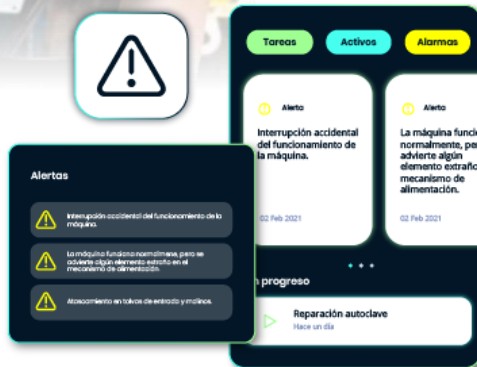 Tareas
Activos
Alarmas
Alerta
Interrupción accidental
del funcionamiento de
la máquina.
02 Feb 2021
Alerta
La máquina funcio
normalmente, per
advierte algún
elemento extraño
mecanismo de
alimentación.
02 Feb 2021
Alertas
Interrupción accidental del funcionamiento de la
máquina.
La máquina funciona normalmene, pero se
advierte algún elemento extraño en el
mecanismo de alimentación.
Atascamiento en tolvas de entrada y molinos.
n progreso
Reparación autoclave
Hace un día